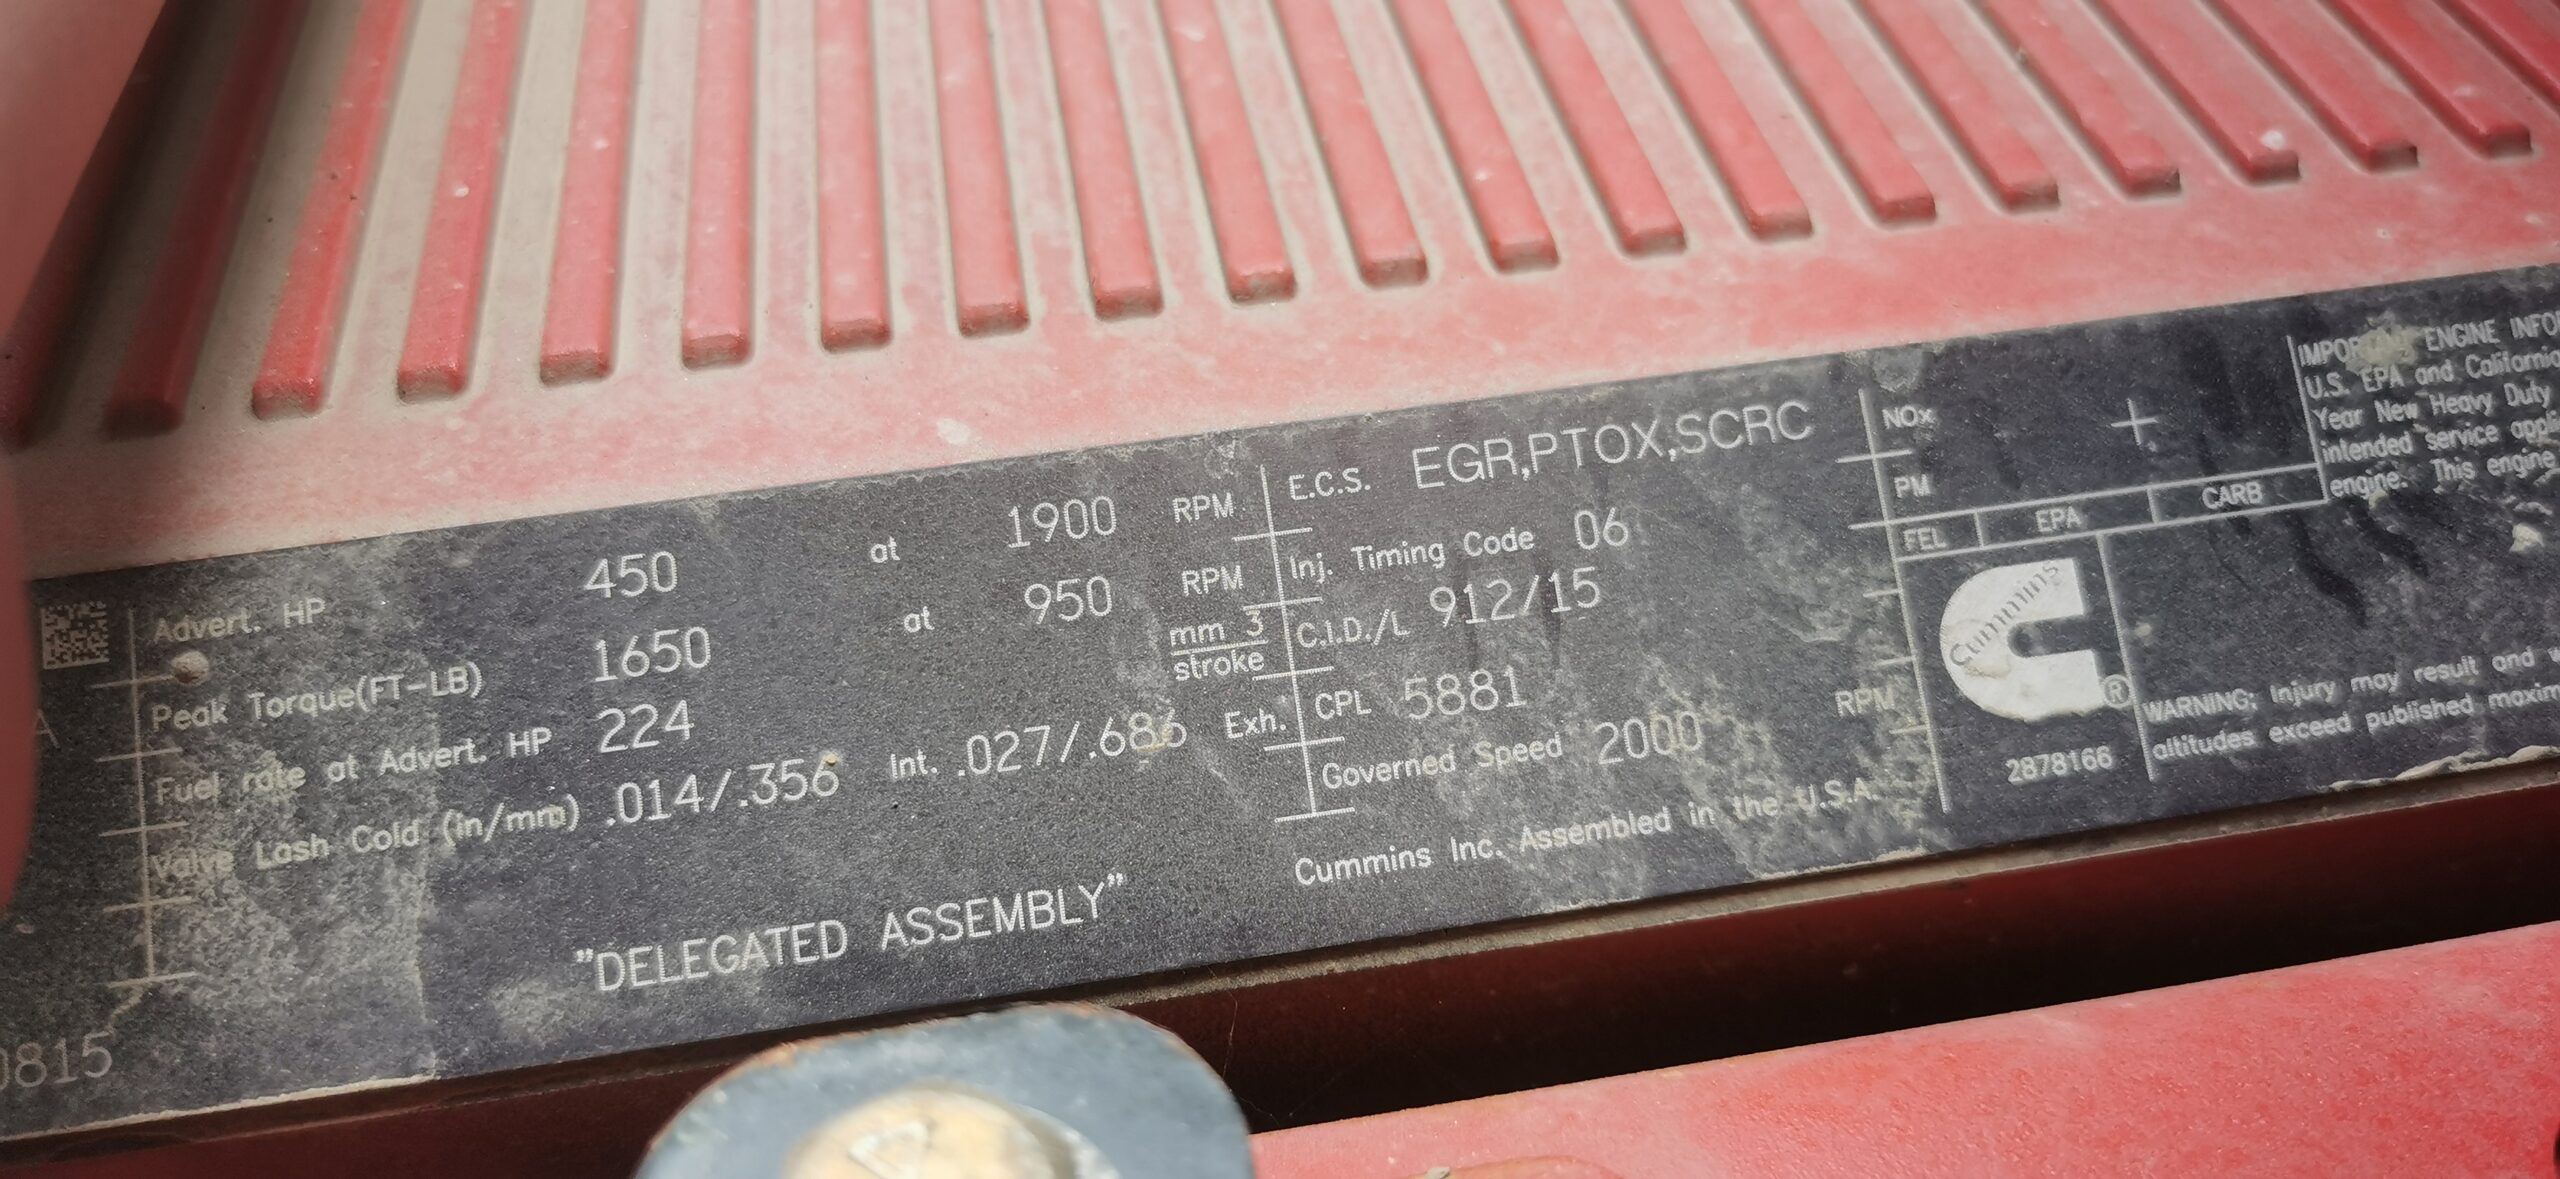 Advert. HP 450 at 1900 RPM
Peak Torque(FT-LB) 1650 at 950 RPM
Fuel rate at Advert. HP 224 mm 3
stroke
Valve Lash Cold (in/mm) .014/.356 Int. .027/.686 Exh.
"DELEGATED ASSEMBLY"
0815
E.C.S. EGR,PTOX,SCRC
Inj. Timing Code 06
C.I.D./L 912/15
CPL 5881
Governed Speed 2000 RPM
Cummins Inc. Assembled in the U.S.A.
NOx
PM
FEL EPA CARB
Cummins
®
2878166
ENGINE
U.S. EPA and California
Year New Heavy Duty
intended service
engine. This engine
WARNING: Injury may result and
altitudes exceed published